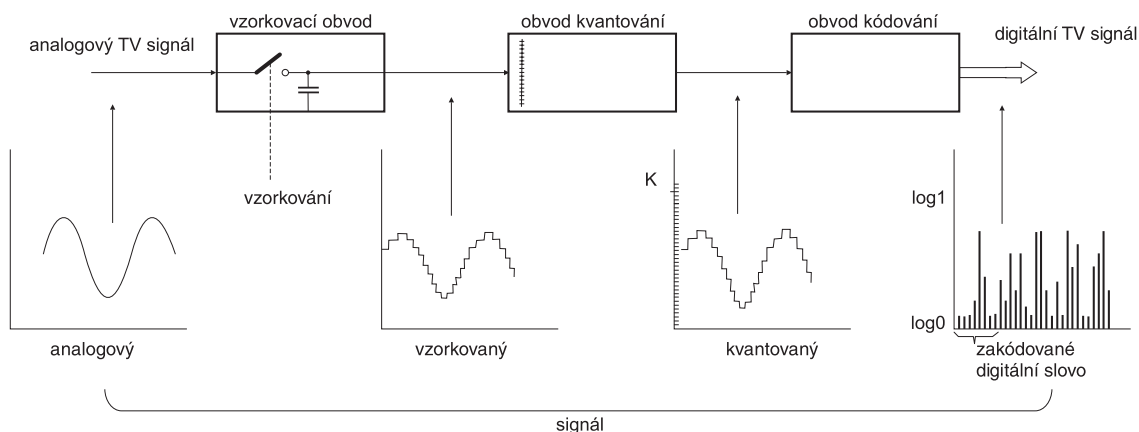 vzorkovací obvod
obvod kvantování
obvod kódování
analogový TV signál
digitální TV signál
vzorkování
K
log1
log0
analogový
vzorkovaný
kvantovaný
zakódované
digitální slovo
signál